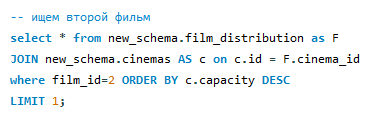 -- ищем второй фильм
select * from new_schema.film_distribution as F
JOIN new_schema.cinemas AS c on c.id = F.cinema_id
where film_id=2 ORDER BY c.capacity DESC
LIMIT 1;